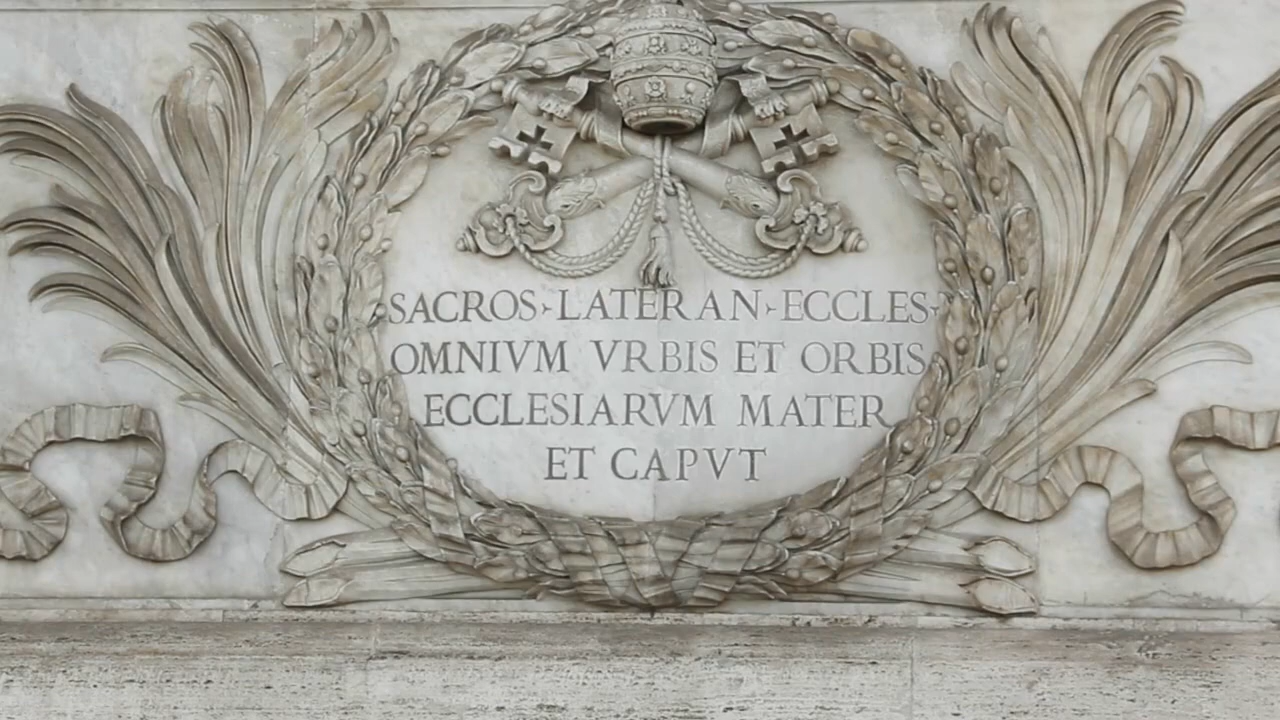 SACROS·LATERAN·ECCLES·
OMNIVM VRBIS ET ORBIS
ECCLESIARVM MATER
ET CAPVT